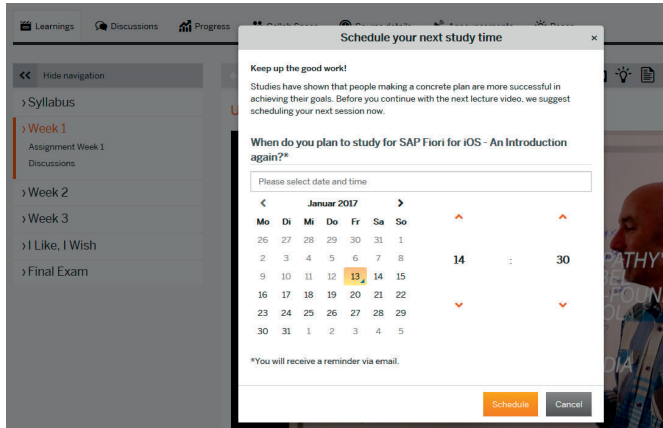 Learnings Discussions Progress
Schedule your next study time ×
Hide navigation
Syllabus
Week 1
Assignment Week 1
Discussions
Week 2
Week 3
I Like, I Wish
Final Exam
Keep up the good work!
Studies have shown that people making a concrete plan are more successful in
achieving their goals. Before you continue with the next lecture video, we suggest
scheduling your next session now.
When do you plan to study for SAP Fiori for iOS - An Introduction
again?*
Please select date and time
Januar 2017
Mo Di Mi Do Fr Sa So
26 27 28 29 30 31 1
2 3 4 5 6 7 8
9 10 11 12 13 14 15
16 17 18 19 20 21 22
23 24 25 26 27 28 29
30 31 1 2 3 4 5
14 : 30
*You will receive a reminder via email.
Schedule Cancel